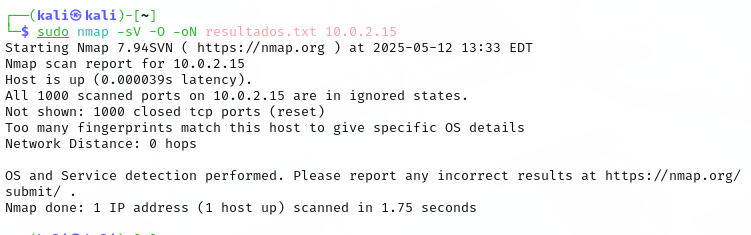 ┌──(kali㉿kali)-[~]
└─$ sudo nmap -sV -O -oN resultados.txt 10.0.2.15
Starting Nmap 7.94SVN ( https://nmap.org ) at 2025-05-12 13:33 EDT
Nmap scan report for 10.0.2.15
Host is up (0.000039s latency).
All 1000 scanned ports on 10.0.2.15 are in ignored states.
Not shown: 1000 closed tcp ports (reset)
Too many fingerprints match this host to give specific OS details
Network Distance: 0 hops

OS and Service detection performed. Please report any incorrect results at https://nmap.org/
submit/ .
Nmap done: 1 IP address (1 host up) scanned in 1.75 seconds